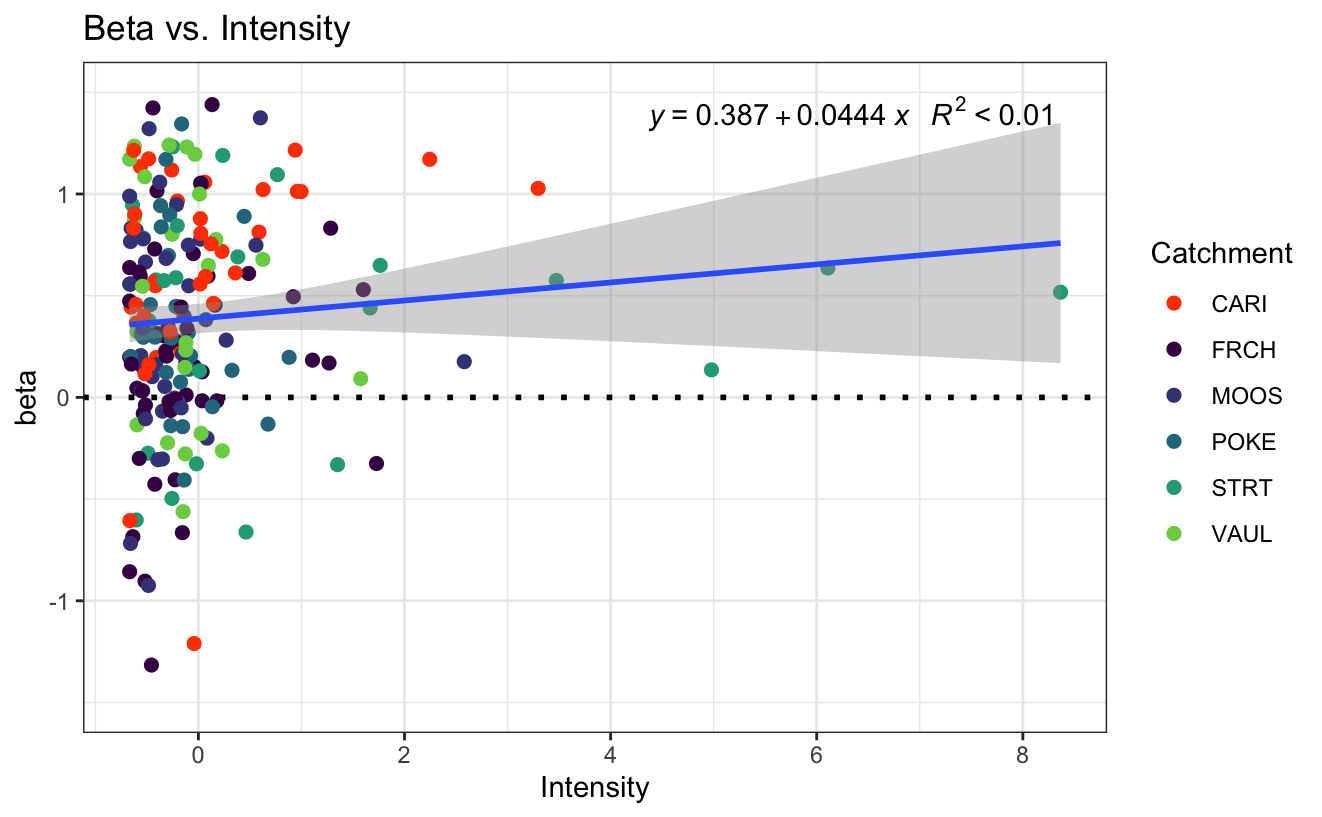 Beta vs. Intensity
y = 0.387 + 0.0444 x R² < 0.01
1
0
-1
beta
0 2 4 6 8
Intensity
Catchment
CARI
FRCH
MOOS
POKE
STRT
VAUL